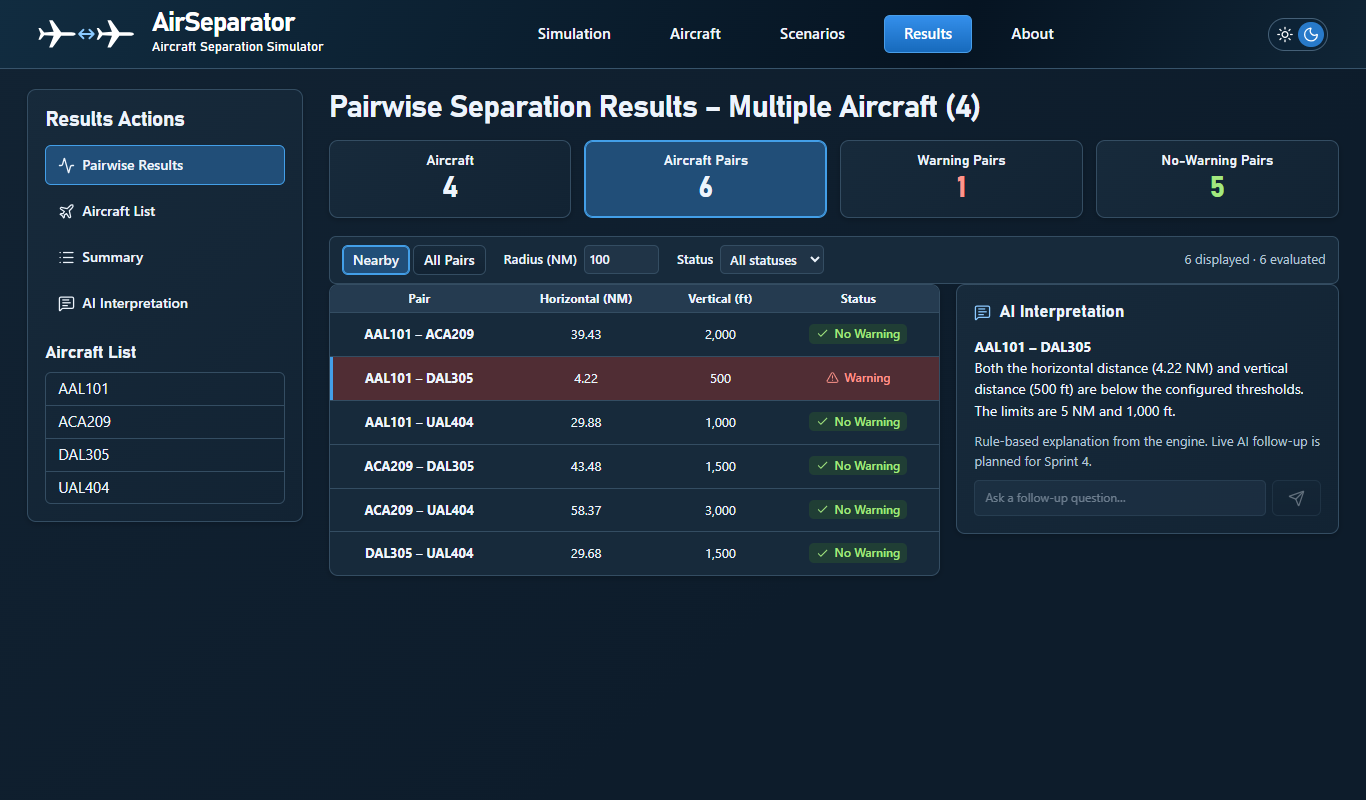 AirSeparator
Aircraft Separation Simulator
Simulation
Aircraft
Scenarios
Results
About
Results Actions
Pairwise Results
Aircraft List
Summary
AI Interpretation
Aircraft List
AAL101
ACA209
DAL305
UAL404
Pairwise Separation Results – Multiple Aircraft (4)
Aircraft
4
Aircraft Pairs
6
Warning Pairs
1
No-Warning Pairs
5
Nearby All Pairs Radius (NM) 100 Status All statuses 6 displayed · 6 evaluated
Pair Horizontal (NM) Vertical (ft) Status
AAL101 – ACA209 39.43 2,000 No Warning
AAL101 – DAL305 4.22 500 Warning
AAL101 – UAL404 29.88 1,000 No Warning
ACA209 – DAL305 43.48 1,500 No Warning
ACA209 – UAL404 58.37 3,000 No Warning
DAL305 – UAL404 29.68 1,500 No Warning
AI Interpretation
AAL101 – DAL305
Both the horizontal distance (4.22 NM) and vertical
distance (500 ft) are below the configured thresholds.
The limits are 5 NM and 1,000 ft.
Rule-based explanation from the engine. Live AI follow-up is
planned for Sprint 4.
Ask a follow-up question...